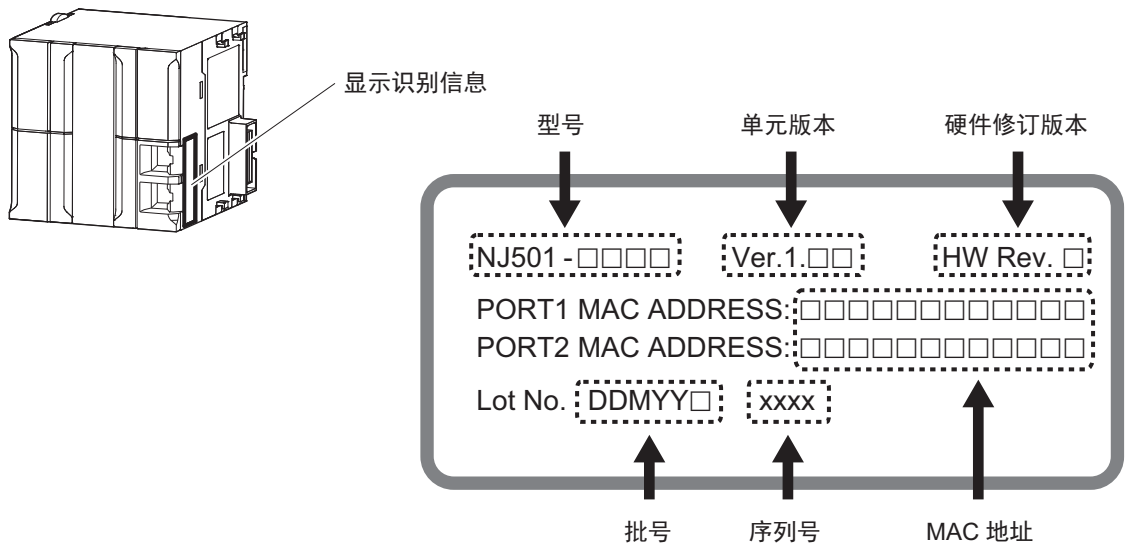 显示识别信息
型号 单元版本 硬件修订版本
NJ501-□□□□ Ver.1.□□ HW Rev. □
PORT1 MAC ADDRESS: □□□□□□□□□□□□
PORT2 MAC ADDRESS: □□□□□□□□□□□□
Lot No. DDMYY□ xxxx
批号 序列号 MAC 地址